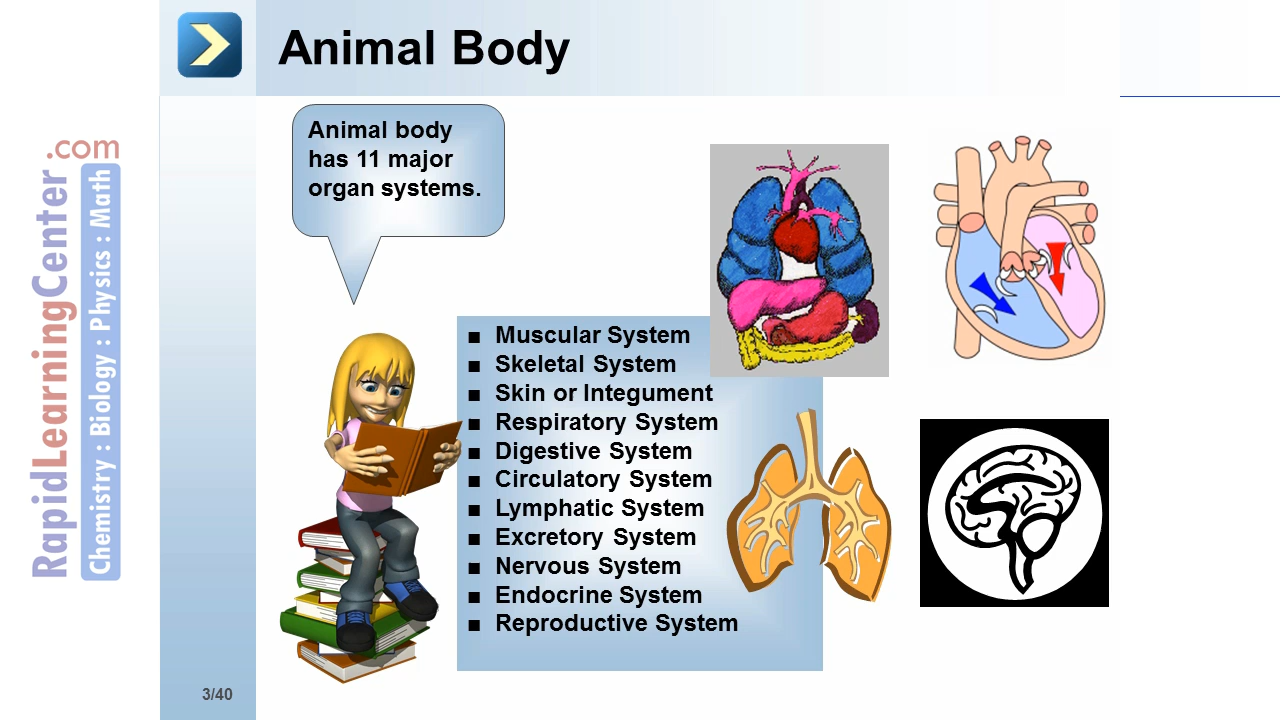 Animal Body
Animal body
has 11 major
organ systems.
■ Muscular System
■ Skeletal System
■ Skin or Integument
■ Respiratory System
■ Digestive System
■ Circulatory System
■ Lymphatic System
■ Excretory System
■ Nervous System
■ Endocrine System
■ Reproductive System
RapidLearningCenter.com
Chemistry : Biology : Physics : Math
3/40